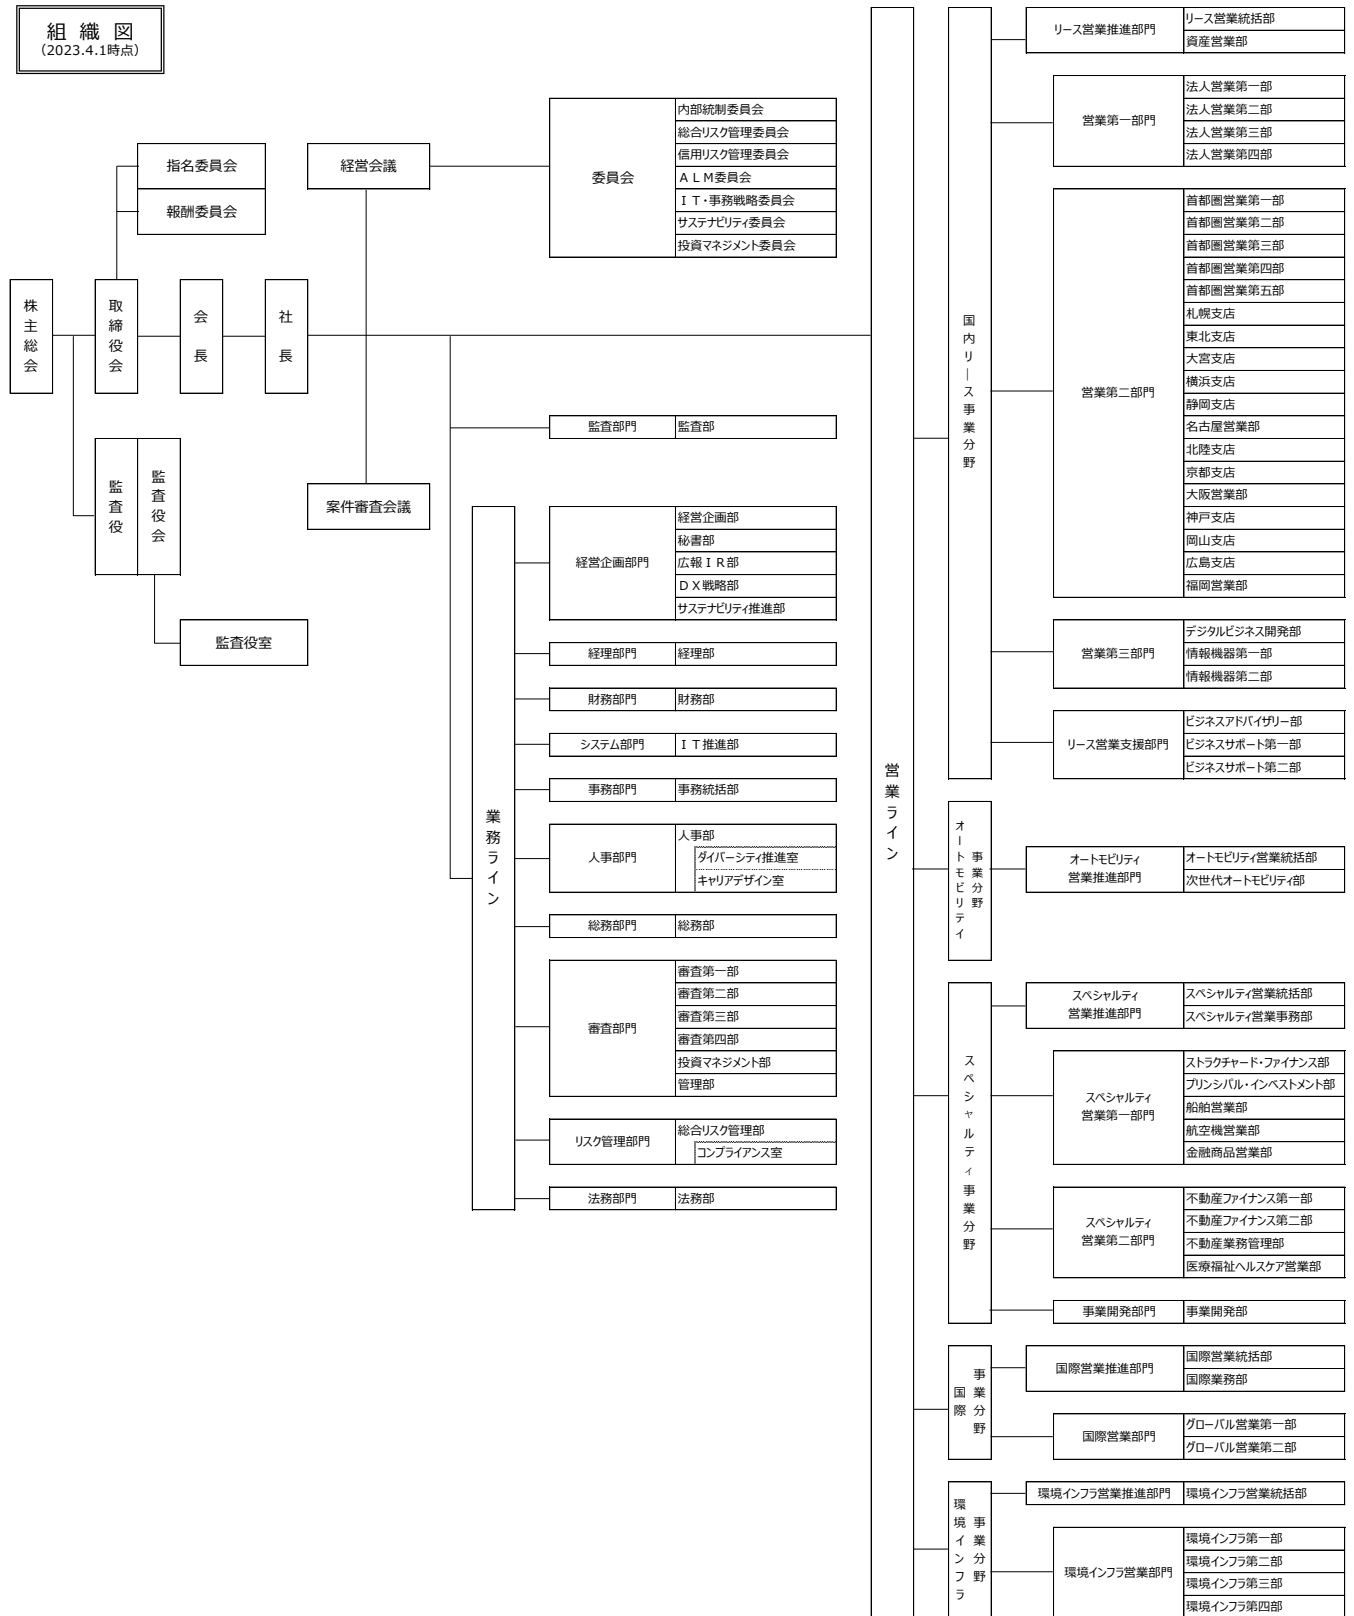 組織図
(2023.4.1時点)
指名委員会
報酬委員会
経営会議
委員会
内部統制委員会
総合リスク管理委員会
信用リスク管理委員会
ALM委員会
IT・事務戦略委員会
サステナビリティ委員会
投資マネジメント委員会
株主総会
取締役会
会長
社長
監査役
監査役会
監査役室
案件審査会議
監査部門
監査部
業務ライン
経営企画部門
経営企画部
秘書部
広報IR部
DX戦略部
サステナビリティ推進部
経理部門
経理部
財務部門
財務部
システム部門
IT推進部
事務部門
事務統括部
人事部門
人事部
ダイバーシティ推進室
キャリアデザイン室
総務部門
総務部
審査部門
審査第一部
審査第二部
審査第三部
審査第四部
投資マネジメント部
管理部
リスク管理部門
総合リスク管理部
コンプライアンス室
法務部門
法務部
営業ライン
国内リース事業分野
リース営業推進部門
リース営業統括部
資産営業部
営業第一部門
法人営業第一部
法人営業第二部
法人営業第三部
法人営業第四部
営業第二部門
首都圏営業第一部
首都圏営業第二部
首都圏営業第三部
首都圏営業第四部
首都圏営業第五部
札幌支店
東北支店
大宮支店
横浜支店
静岡支店
名古屋営業部
北陸支店
京都支店
大阪営業部
神戸支店
岡山支店
広島支店
福岡営業部
営業第三部門
デジタルビジネス開発部
情報機器第一部
情報機器第二部
リース営業支援部門
ビジネスアドバイザリー部
ビジネスサポート第一部
ビジネスサポート第二部
オートモビリティ
事業分野
オートモビリティ
営業推進部門
オートモビリティ営業統括部
次世代オートモビリティ部
スペシャルティ事業分野
スペシャルティ
営業推進部門
スペシャルティ営業統括部
スペシャルティ営業事務部
スペシャルティ
営業第一部門
ストラクチャード・ファイナンス部
プリンシパル・インベストメント部
船舶営業部
航空機営業部
金融商品営業部
スペシャルティ
営業第二部門
不動産ファイナンス第一部
不動産ファイナンス第二部
不動産業務管理部
医療福祉ヘルスケア営業部
事業開発部門
事業開発部
国際
事業分野
国際営業推進部門
国際営業統括部
国際業務部
国際営業部門
グローバル営業第一部
グローバル営業第二部
環境インフラ
事業分野
環境インフラ営業推進部門
環境インフラ営業統括部
環境インフラ営業部門
環境インフラ第一部
環境インフラ第二部
環境インフラ第三部
環境インフラ第四部